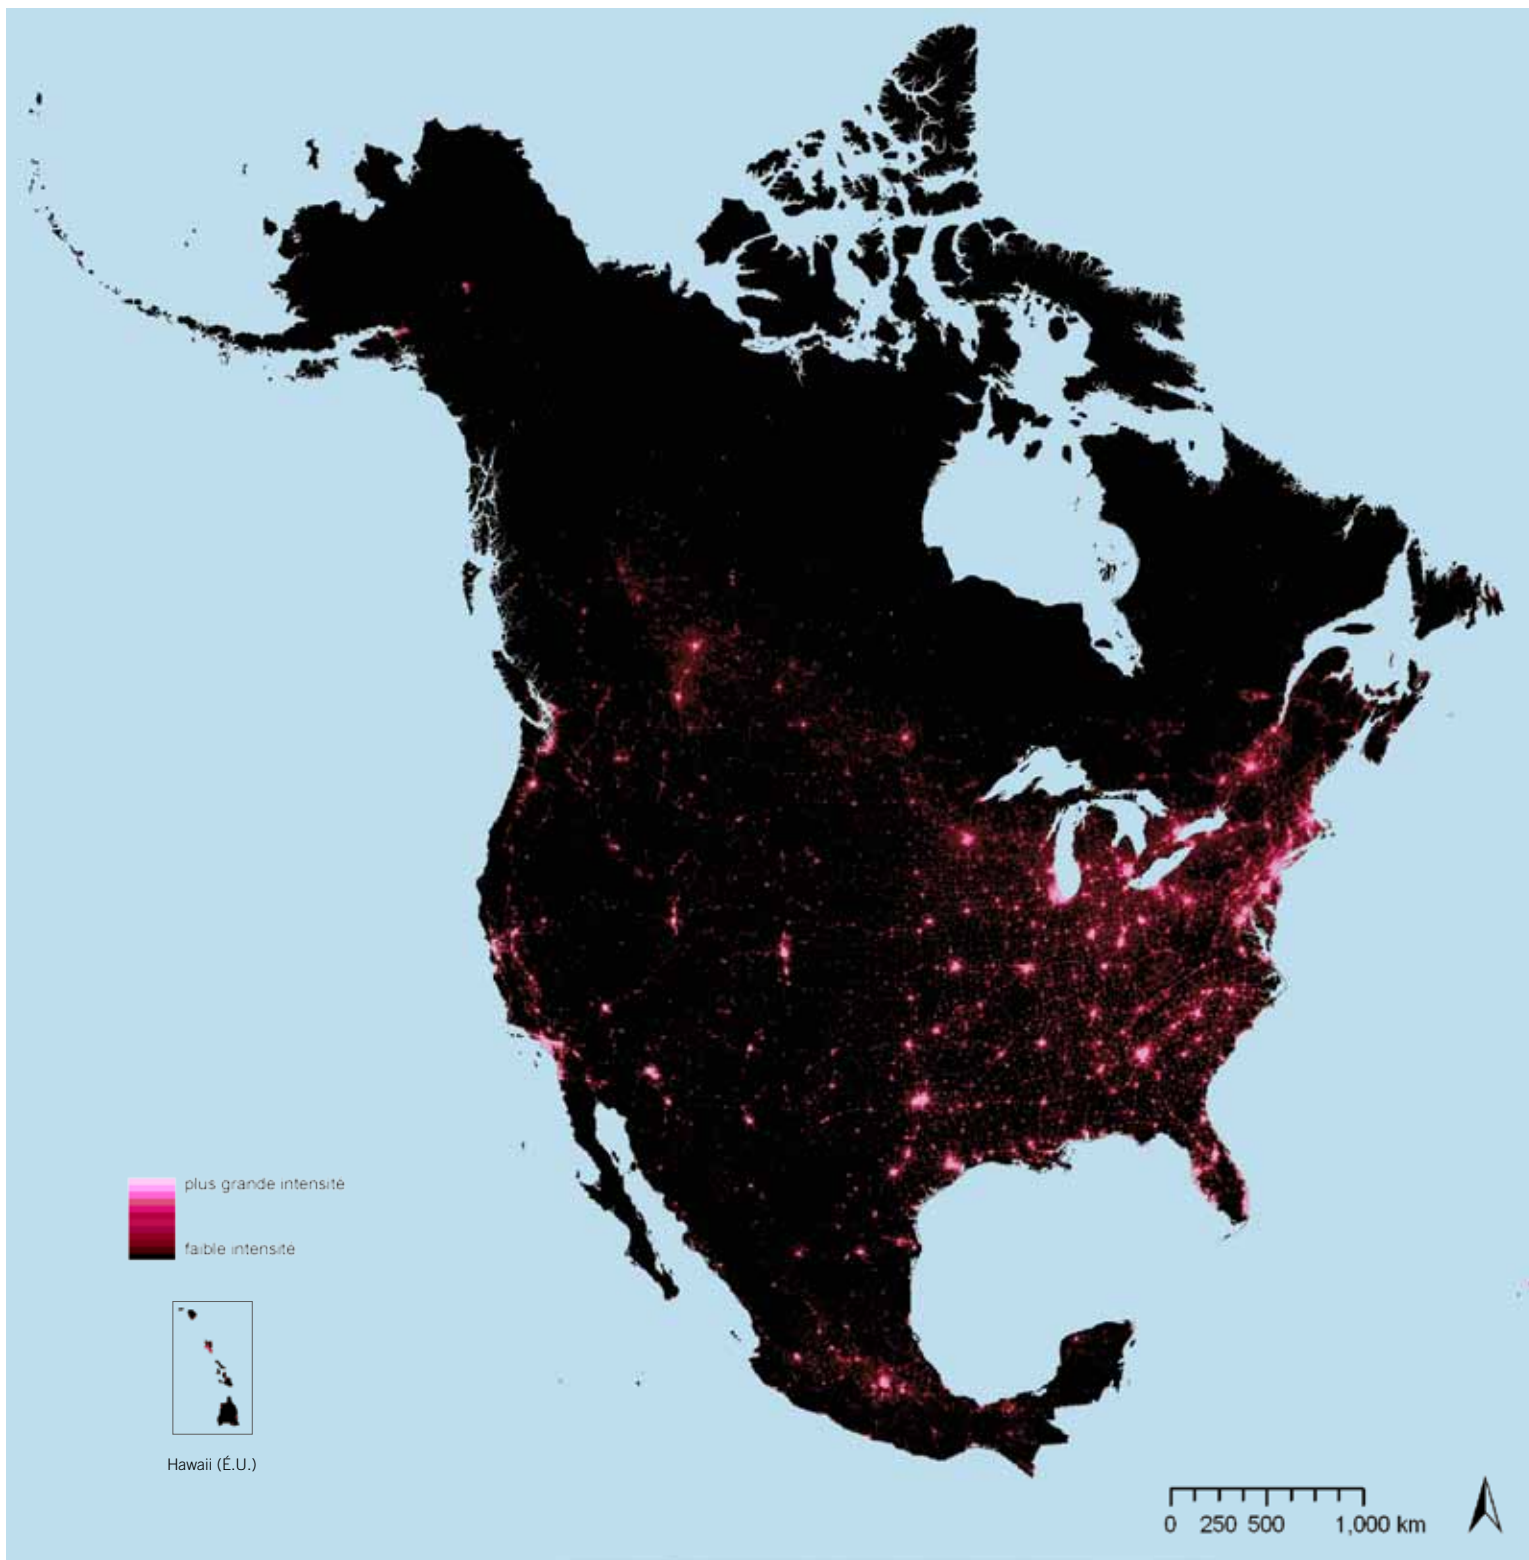 plus grande intensité
faible intensité
Hawaii (É.U.)
0 250 500 1,000 km